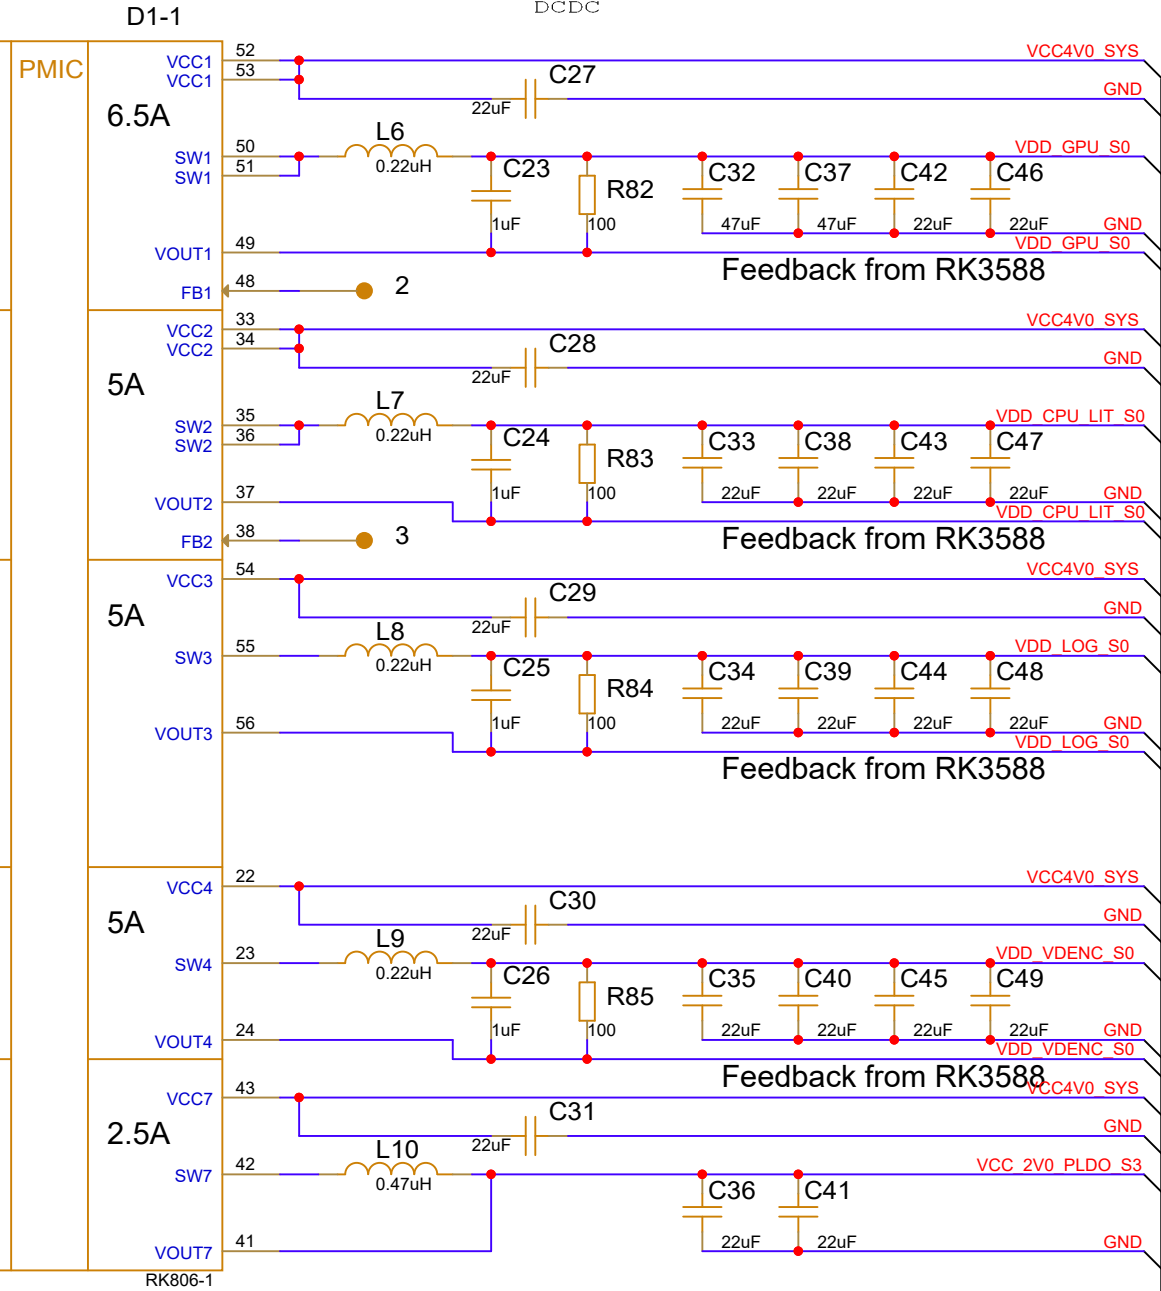 D1-1
DCDC
PMIC
6.5A
VCC1 52 VCC4V0_SYS
VCC1 53
C27
22uF
GND
SW1 50
SW1 51
L6
0.22uH
VDD_GPU_S0
C23
1uF
R82
100
C32
47uF
C37
47uF
C42
22uF
C46
22uF
GND
VOUT1 49 VDD_GPU_S0
Feedback from RK3588
FB1 48 2
5A
VCC2 33 VCC4V0_SYS
VCC2 34
C28
22uF
GND
SW2 35
SW2 36
L7
0.22uH
VDD_CPU_LIT_S0
C24
1uF
R83
100
C33
22uF
C38
22uF
C43
22uF
C47
22uF
GND
VOUT2 37 VDD_CPU_LIT_S0
Feedback from RK3588
FB2 38 3
5A
VCC3 54 VCC4V0_SYS
C29
22uF
GND
SW3 55
L8
0.22uH
VDD_LOG_S0
C25
1uF
R84
100
C34
22uF
C39
22uF
C44
22uF
C48
22uF
GND
VOUT3 56 VDD_LOG_S0
Feedback from RK3588
5A
VCC4 22 VCC4V0_SYS
C30
22uF
GND
SW4 23
L9
0.22uH
VDD_VDENC_S0
C26
1uF
R85
100
C35
22uF
C40
22uF
C45
22uF
C49
22uF
GND
VOUT4 24 VDD_VDENC_S0
Feedback from RK3588
2.5A
VCC7 43 VCC4V0_SYS
C31
22uF
GND
SW7 42
L10
0.47uH
VCC_2V0_PLDO_S3
C36
22uF
C41
22uF
VOUT7 41
GND
RK806-1